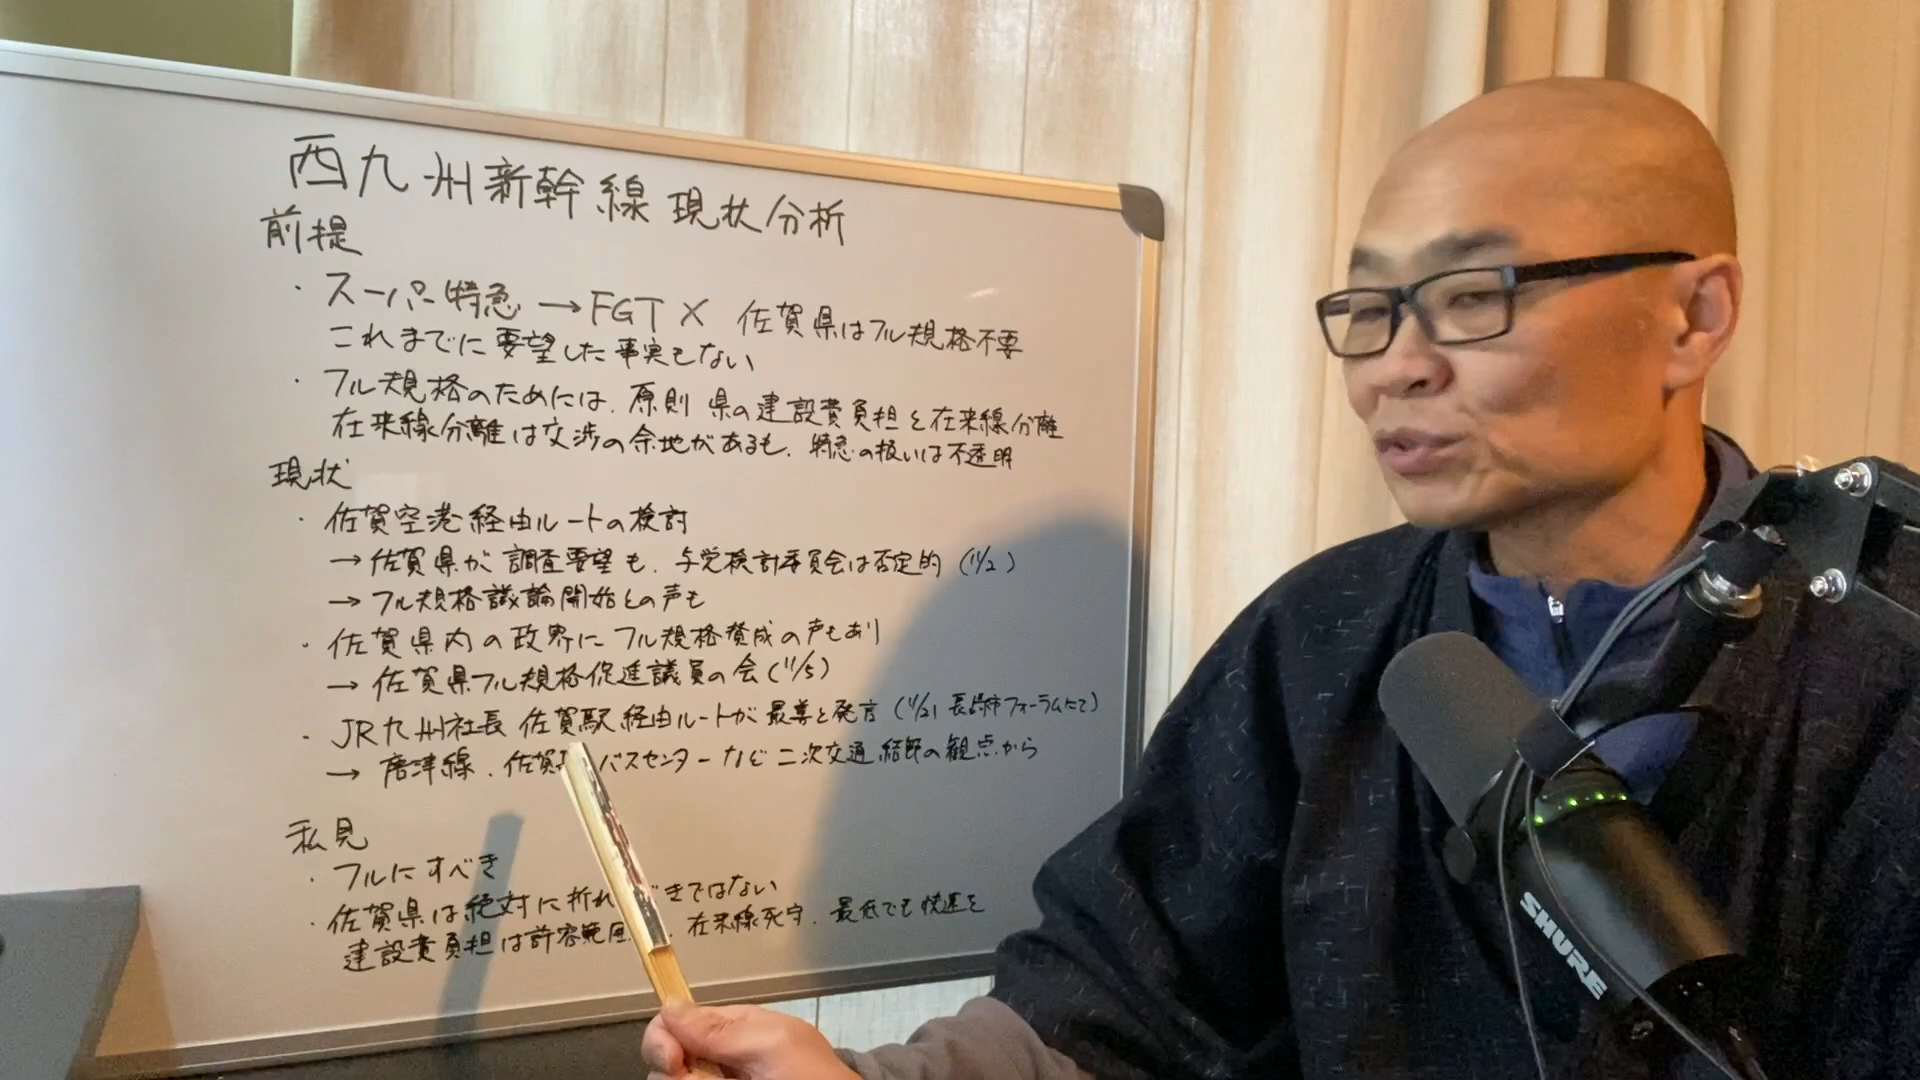 西九州新幹線 現状分析
前提
・スーパー特急 → FGT × 佐賀県はフル規格不要
これまでに要望した事実もない
・フル規格のためには、原則 県の建設費負担と在来線分離
在来線分離は交渉の余地があるも、特急の扱いは不透明
現状
・佐賀空港経由ルートの検討
→ 佐賀県が調査要望も、与党検討委員会は否定的 (11/2)
→ フル規格議論開始との声も
・佐賀県内の政界にフル規格賛成の声もあり
→ 佐賀県フル規格促進議員の会 (11/5)
・JR九州社長 佐賀駅経由ルートが最善と発言 (11/21 長崎市フォーラムにて)
→ 唐津線、佐賀 バスセンターなど二次交通結節の観点から
私見
・フルにすべき
・佐賀県は絶対に折れ きではない
建設費負担は許容範囲 、在来線死守、最低でも快速を
SHURE